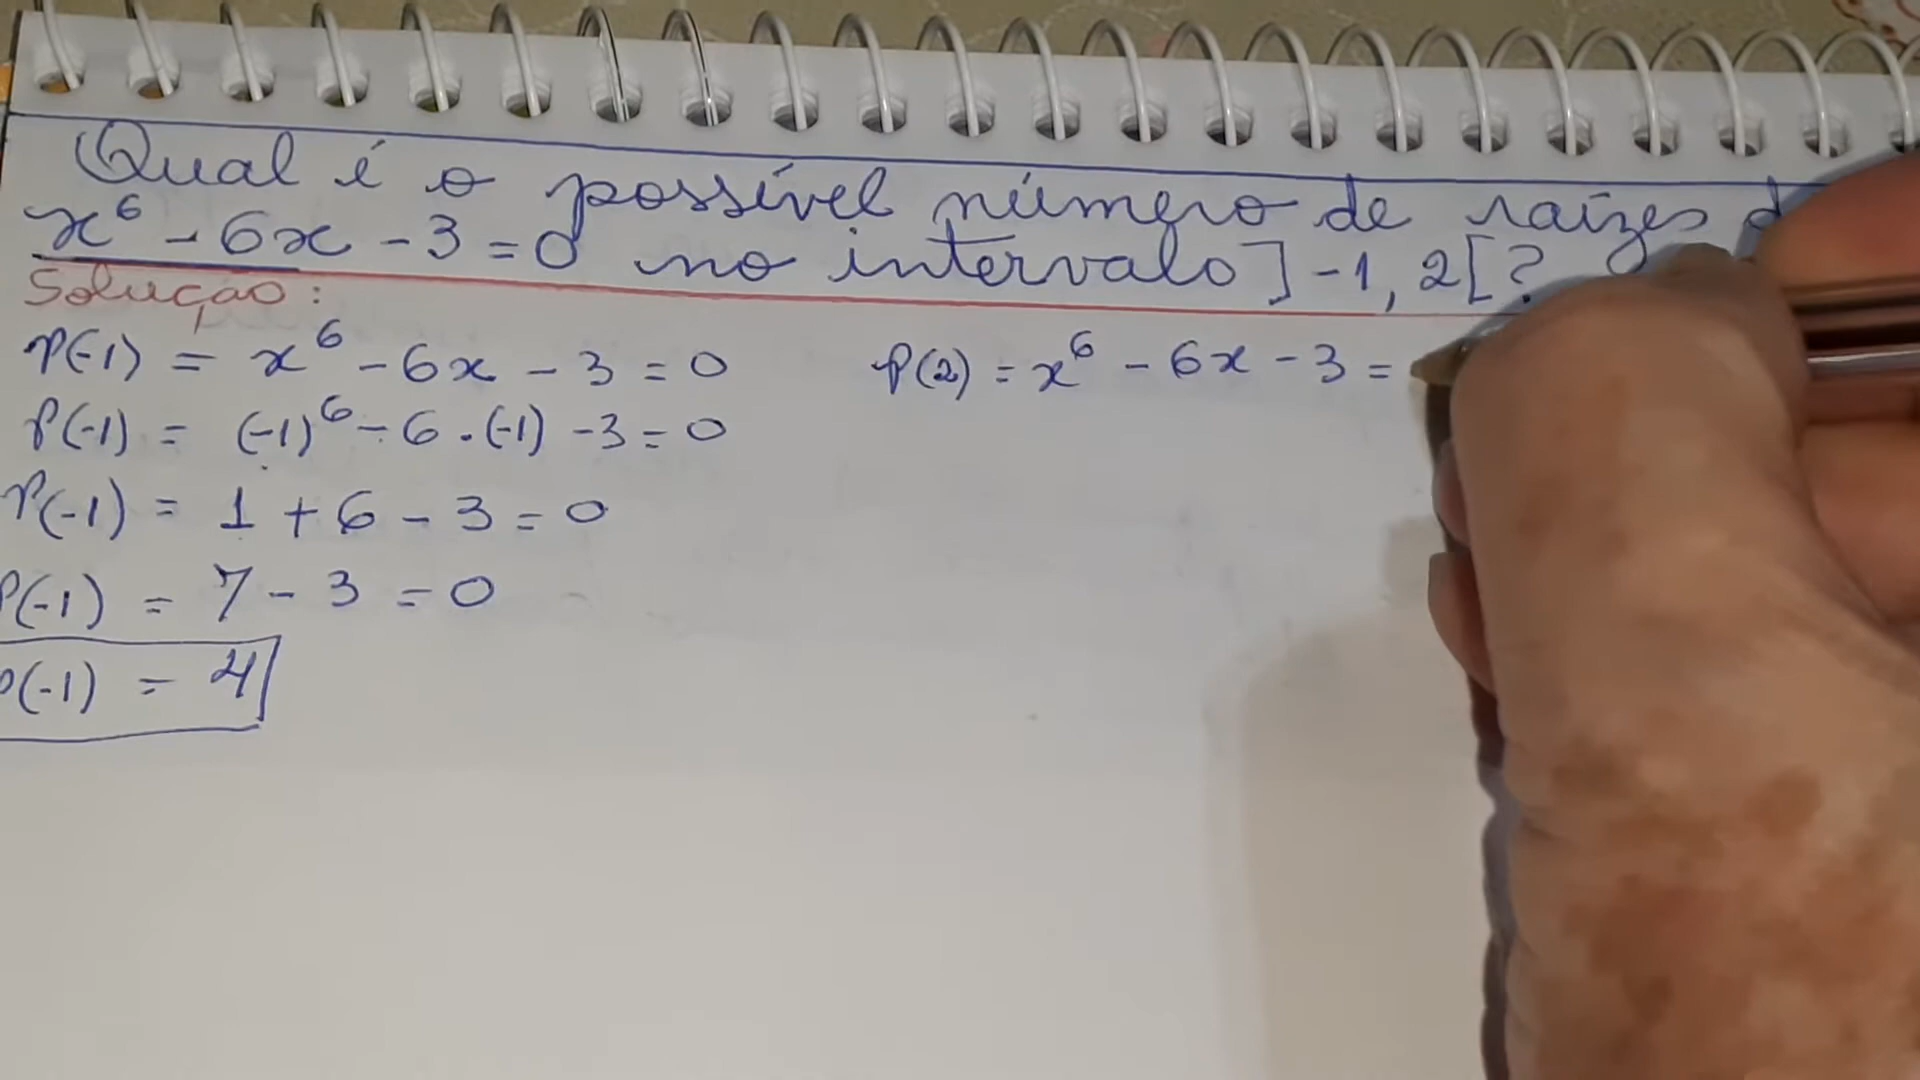 Qual é o possível número de raízes
x⁶ - 6x - 3 = 0 no intervalo ]-1, 2[?
Solução:
P(-1) = x⁶ - 6x - 3 = 0
P(-1) = (-1)⁶ - 6 . (-1) - 3 = 0
P(-1) = 1 + 6 - 3 = 0
P(-1) = 7 - 3 = 0
P(-1) = 4
P(2) = x⁶ - 6x - 3 =